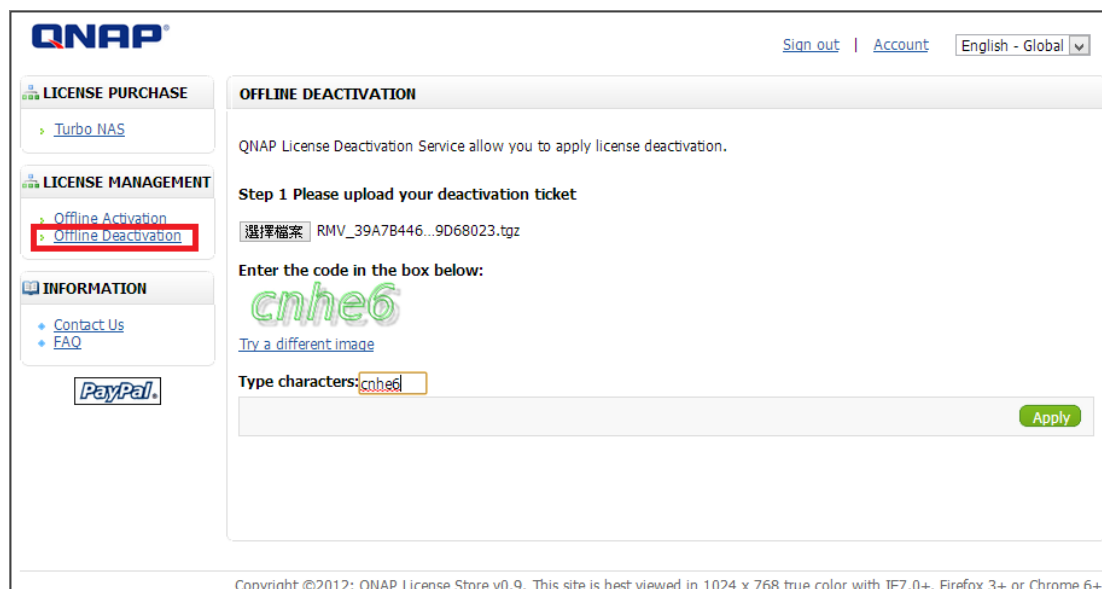 QNAP
Sign out | Account English - Global
LICENSE PURCHASE
Turbo NAS
LICENSE MANAGEMENT
Offline Activation
Offline Deactivation
INFORMATION
Contact Us
FAQ
PayPal.
OFFLINE DEACTIVATION
QNAP License Deactivation Service allow you to apply license deactivation.
Step 1 Please upload your deactivation ticket
選擇檔案 RMV_39A7B446...9D68023.tgz
Enter the code in the box below:
cnhe6
Try a different image
Type characters: cnhe6
Apply
Copyright ©2012: QNAP License Store v0.9. This site is best viewed in 1024 x 768 true color with IE7.0+, Firefox 3+ or Chrome 6+